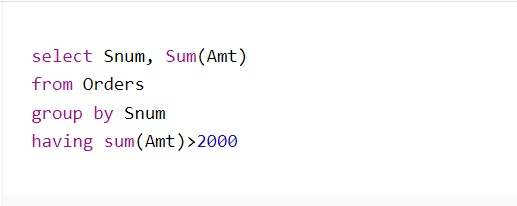 select Snum, Sum(Amt)
from Orders
group by Snum
having sum(Amt)>2000